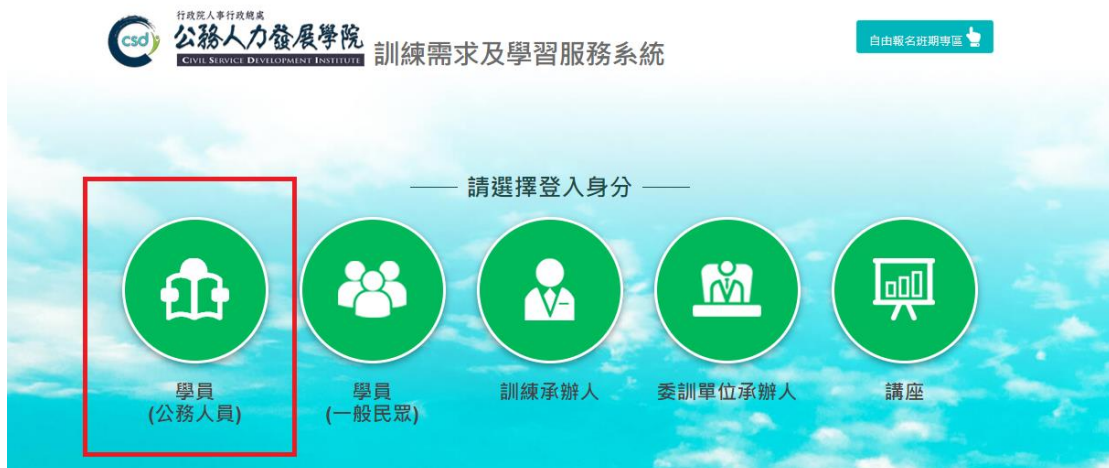 行政院人事行政總處
csdi
公務人力發展學院
CIVIL SERVICE DEVELOPMENT INSTITUTE
訓練需求及學習服務系統
自由報名班期專區
請選擇登入身分
學員
(公務人員)
學員
(一般民眾)
訓練承辦人
委訓單位承辦人
講座